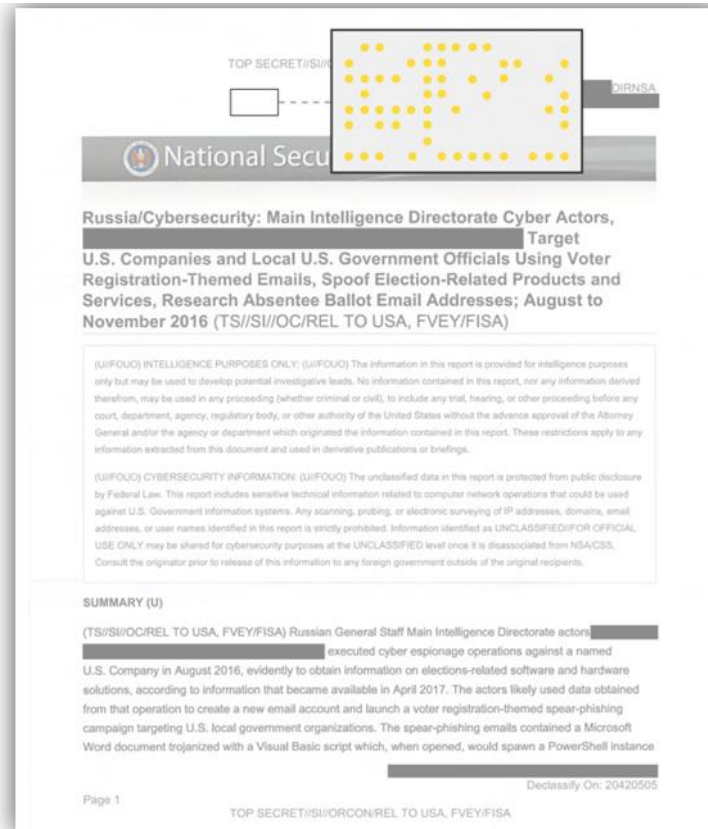 TOP SECRET//SI//
DIRNSA
National Secu
Russia/Cybersecurity: Main Intelligence Directorate Cyber Actors,
Target
U.S. Companies and Local U.S. Government Officials Using Voter
Registration-Themed Emails, Spoof Election-Related Products and
Services, Research Absentee Ballot Email Addresses; August to
November 2016 (TS//SI//OC/REL TO USA, FVEY/FISA)
(U//FOUO) INTELLIGENCE PURPOSES ONLY: (U//FOUO) The information in this report is provided for intelligence purposes
only but may be used to develop potential investigative leads. No information contained in this report, nor any information derived
therefrom, may be used in any proceeding (whether criminal or civil), to include any trial, hearing, or other proceeding before any
court, department, agency, regulatory body, or other authority of the United States without the advance approval of the Attorney
General and/or the agency or department which originated the information contained in this report. These restrictions apply to any
information extracted from this document and used in derivative publications or briefings.
(U//FOUO) CYBERSECURITY INFORMATION: (U//FOUO) The unclassified data in this report is protected from public disclosure
by Federal Law. This report includes sensitive technical information related to computer network operations that could be used
against U.S. Government information systems. Any scanning, probing, or electronic surveying of IP addresses, domains, email
addresses, or user names identified in this report is strictly prohibited. Information identified as UNCLASSIFIED//FOR OFFICIAL
USE ONLY may be shared for cybersecurity purposes at the UNCLASSIFIED level once it is disassociated from NSA/CSS.
Consult the originator prior to release of this information to any foreign government outside of the original recipients.
SUMMARY (U)
(TS//SI//OC/REL TO USA, FVEY/FISA) Russian General Staff Main Intelligence Directorate actors
executed cyber espionage operations against a named
U.S. Company in August 2016, evidently to obtain information on elections-related software and hardware
solutions, according to information that became available in April 2017. The actors likely used data obtained
from that operation to create a new email account and launch a voter registration-themed spear-phishing
campaign targeting U.S. local government organizations. The spear-phishing emails contained a Microsoft
Word document trojanized with a Visual Basic script which, when opened, would spawn a PowerShell instance
Declassify On: 20420505
Page 1
TOP SECRET//SI//ORCON/REL TO USA, FVEY/FISA